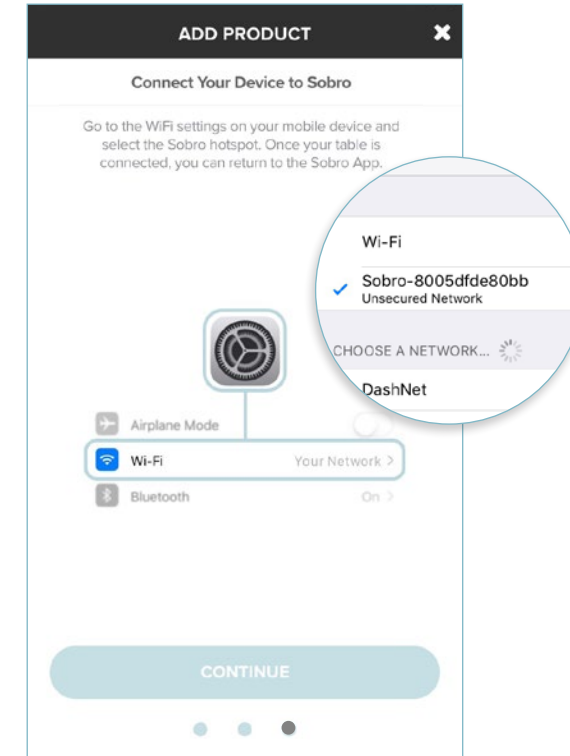 ADD PRODUCT
Connect Your Device to Sobro
Go to the WiFi settings on your mobile device and
select the Sobro hotspot. Once your table is
connected, you can return to the Sobro App.
Wi-Fi
Sobro-8005dfde80bb
Unsecured Network
CHOOSE A NETWORK...
DashNet
Airplane Mode
Wi-Fi Your Network >
Bluetooth On >
CONTINUE